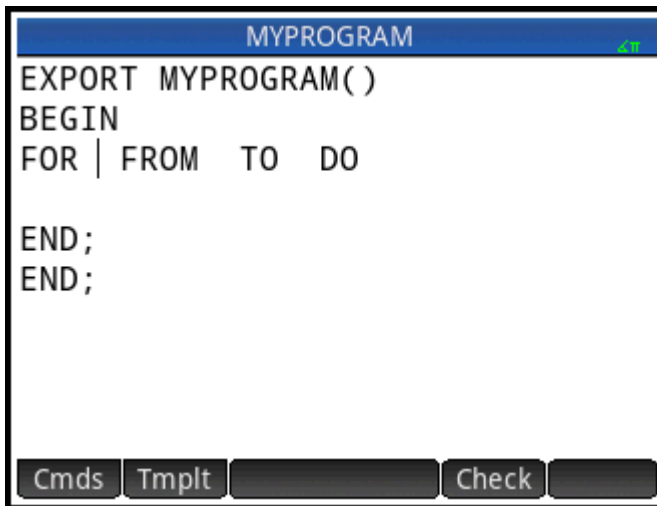 MYPROGRAM ∡π
EXPORT MYPROGRAM()
BEGIN
FOR FROM TO DO
END;
END;
Cmds Tmplt Check